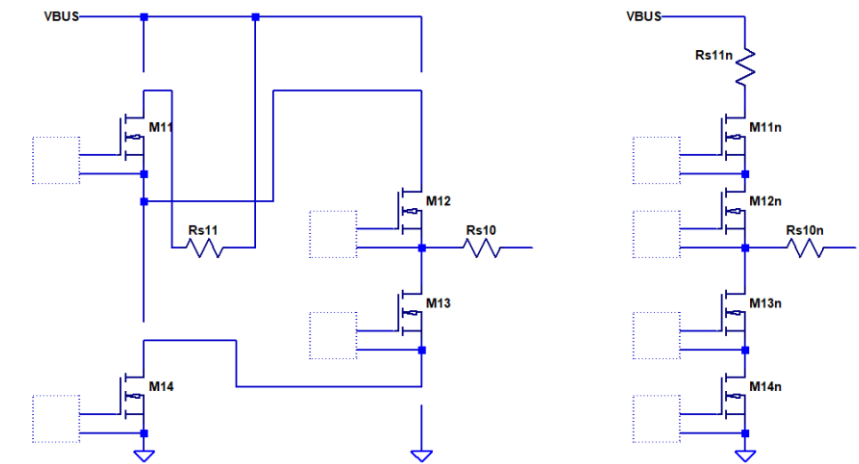 VBUS
VBUS
Rs11n
M11
M11n
M12
M12n
Rs11
Rs10
Rs10n
M13
M13n
M14
M14n